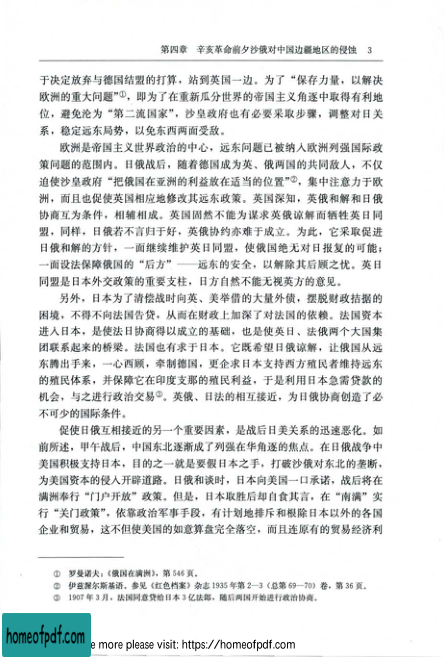 第四章　辛亥革命前夕沙俄对中国边疆地区的侵蚀　3
于决定放弃与德国结盟的打算，站到英国一边。为了“保存力量，以解决
欧洲的重大问题”①，即为了在重新瓜分世界的帝国主义角逐中取得有利地
位，避免沦为“第二流国家”，沙皇政府也有必要采取步骤，调整对日关
系，稳定远东局势，以免东西两面受敌。
欧洲是帝国主义世界政治的中心，远东问题已被纳入欧洲列强国际政
策问题的范围内。日俄战后，随着德国成为英、俄两国的共同敌人，不仅
迫使沙皇政府“把俄国在亚洲的利益放在适当的位置”②，集中注意力于欧
洲，而且也促使英国相应地修改其远东政策。英国深知，英俄和解和日俄
协商互为条件，相辅相成。英国固然不能为谋求英俄谅解而牺牲英日同
盟，同样，日俄若不言归于好，英俄协约亦难于成立。为此，它采取促进
日俄和解的方针，一面继续维护英日同盟，使俄国绝无对日报复的可能；
一面设法保障俄国的“后方”——远东的安全，以解除其后顾之忧。英日
同盟是日本外交政策的重要支柱，日方自然不能无视英方的意见。
另外，日本为了清偿战时向英、美举借的大量外债，摆脱财政拮据的
困境，不得不向法国告贷，从而在财政上加深了对法国的依赖。法国资本
进入日本，是使法日协商得以成立的基础，也是使英日、法俄两个大国集
团联系起来的桥梁。法国也有求于日本。它既希望日俄谅解，让俄国从远
东腾出手来，一心西顾，牵制德国，更企求日本支持西方殖民者维持远东
的殖民体系，并保障它在印度支那的殖民利益，于是利用日本急需贷款的
机会，与之进行政治交易③。英俄、日法的相互接近，为日俄协商创造了必
不可少的国际条件。
促使日俄互相接近的另一个重要因素，是战后日美关系的迅速恶化。如
前所述，甲午战后，中国东北逐渐成了列强在华角逐的焦点。在日俄战争中
美国积极支持日本，目的之一就是要假日本之手，打破沙俄对东北的垄断，
为美国资本的侵入开辟道路。日俄和谈时，日本向美国一口承诺，战后将在
满洲奉行“门户开放”政策。但是，日本取胜后却自食其言，在“南满”实
行“关门政策”，依靠政治军事手段，有计划地排斥和根除日本以外的各国
企业和贸易，这不但使美国的如意算盘完全落空，而且连原有的贸易经济利
①　罗曼诺夫：《俄国在满洲》，第 546 页。
②　伊兹渥尔斯基语。参见《红色档案》杂志 1935 年第 2—3（总第 69—70）卷，第 36 页。
③　1907 年 3 月，法国同意贷给日本 3 亿法郎，随后两国开始进行政治协商。
homeofpdf.com
e more please visit: https://homeofpdf.com